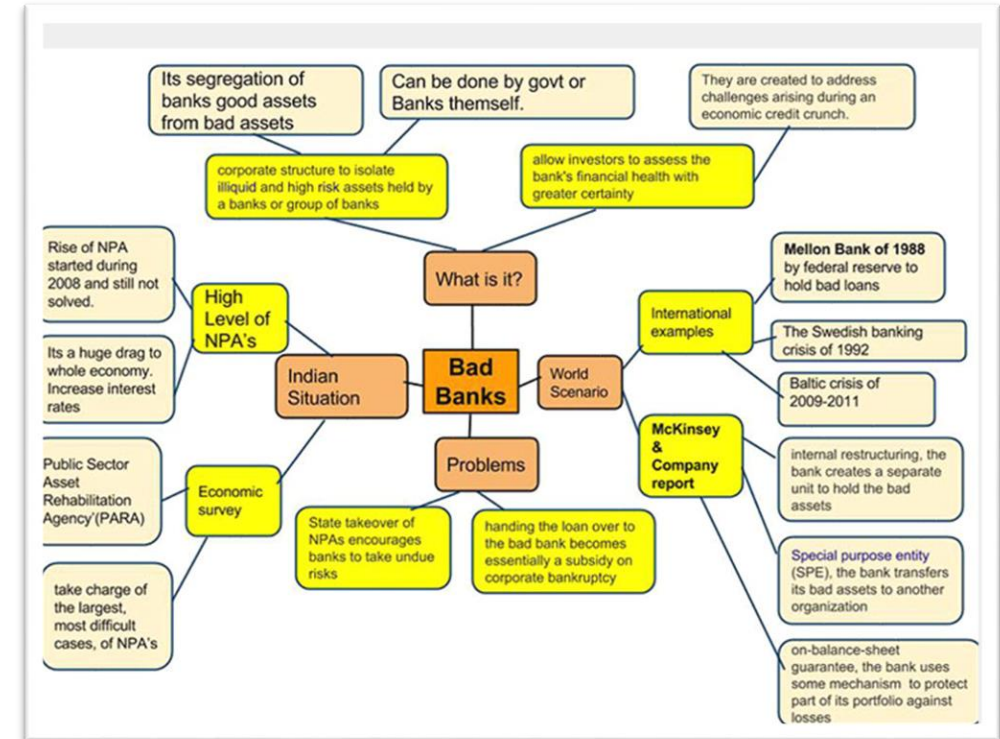 Its segregation of
banks good assets
from bad assets
Can be done by govt or
Banks themself.
They are created to address
challenges arising during an
economic credit crunch.
corporate structure to isolate
illiquid and high risk assets held by
a banks or group of banks
allow investors to assess the
bank's financial health with
greater certainty
What is it?
Rise of NPA
started during
2008 and still not
solved.
High
Level of
NPA's
Its a huge drag to
whole economy.
Increase interest
rates
Indian
Situation
Bad
Banks
World
Scenario
International
examples
Mellon Bank of 1988
by federal reserve to
hold bad loans
The Swedish banking
crisis of 1992
Baltic crisis of
2009-2011
McKinsey
&
Company
report
internal restructuring, the
bank creates a separate
unit to hold the bad
assets
Special purpose entity
(SPE), the bank transfers
its bad assets to another
organization
on-balance-sheet
guarantee, the bank uses
some mechanism to protect
part of its portfolio against
losses
Problems
State takeover of
NPAs encourages
banks to take undue
risks
handing the loan over to
the bad bank becomes
essentially a subsidy on
corporate bankruptcy
Economic
survey
Public Sector
Asset
Rehabilitation
Agency'(PARA)
take charge of
the largest,
most difficult
cases, of NPA's